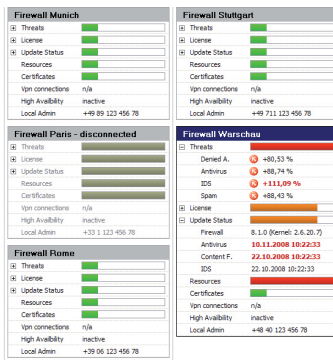 Firewall Munich
Threats
License
Update Status
Resources
Certificates
Vpn connections n/a
High Availbility inactive
Local Admin +49 89 123 456 78
Firewall Paris - disconnected
Threats
License
Update Status
Resources
Certificates
Vpn connections n/a
High Availbility inactive
Local Admin +33 1 123 456 78
Firewall Rome
Threats
License
Update Status
Resources
Certificates
Vpn connections n/a
High Availbility inactive
Local Admin +39 06 123 456 78
Firewall Stuttgart
Threats
License
Update Status
Resources
Certificates
Vpn connections n/a
High Availbility inactive
Local Admin +49 711 123 456 78
Firewall Warschau
Threats
Denied A. +80,53 %
Antivirus +88,74 %
IDS +111,09 %
Spam +88,43 %
License
Update Status
Firewall 8.1.0 (Kernel: 2.6.20.7)
Antivirus 10.11.2008 10:22:33
Content F. 22.10.2008 10:22:33
IDS 22.10.2008 10:22:33
Resources
Certificates
Vpn connections n/a
High Availbility inactive
Local Admin +48 40 123 456 78